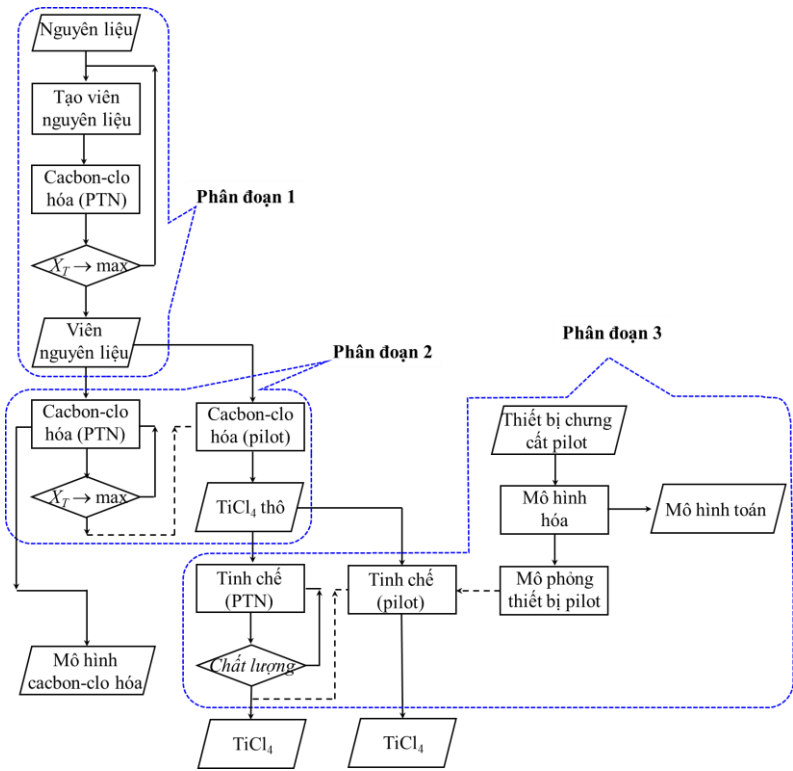 Nguyên liệu
Tạo viên
nguyên liệu
Cacbon-clo
hóa (PTN)
Phân đoạn 1
X_T → max
Viên
nguyên liệu
Phân đoạn 2
Phân đoạn 3
Cacbon-clo
hóa (PTN)
Cacbon-clo
hóa (pilot)
Thiết bị chưng
cất pilot
X_T → max
TiCl₄ thô
Mô hình
hóa
Mô hình toán
Tinh chế
(PTN)
Tinh chế
(pilot)
Mô phỏng
thiết bị pilot
Mô hình
cacbon-clo hóa
Chất lượng
TiCl₄
TiCl₄